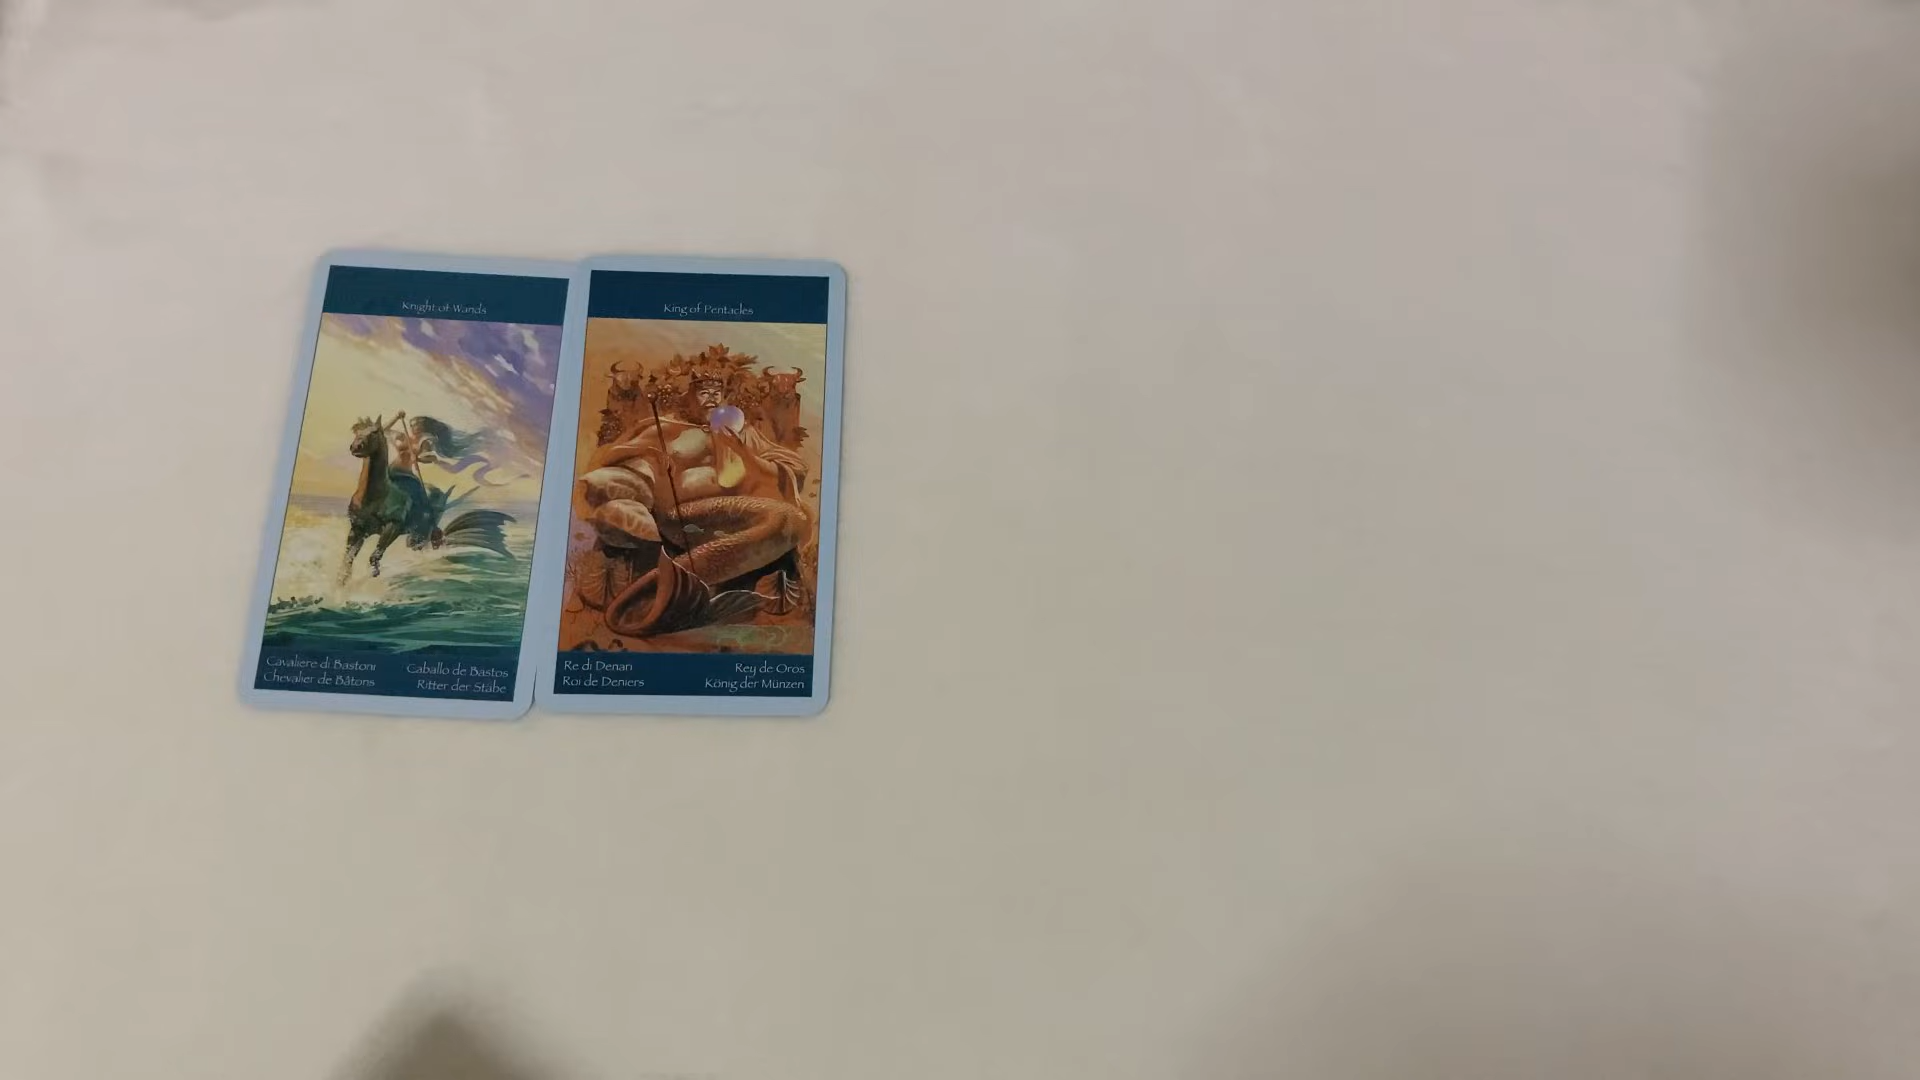 Knight of Wands
Cavaliere di Bastoni
Chevalier de Bâtons
Caballo de Bastos
Ritter der Stäbe
King of Pentacles
Re di Denari
Roi de Deniers
Rey de Oros
König der Münzen